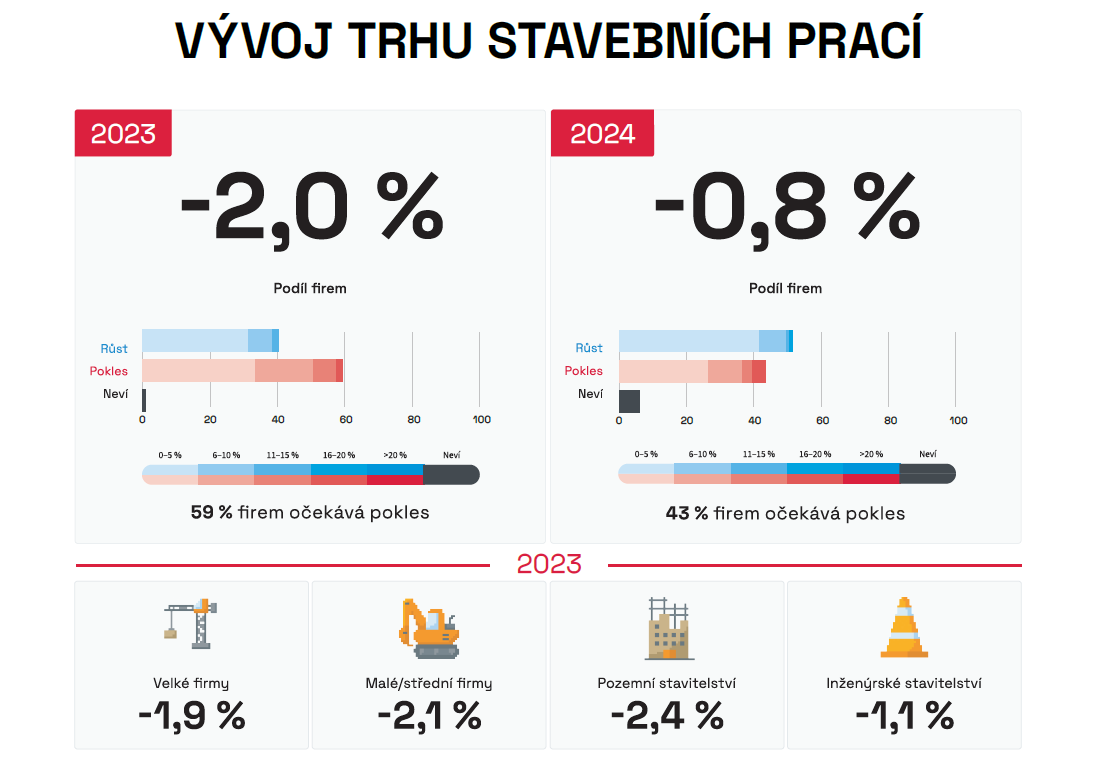 VÝVOJ TRHU STAVEBNÍCH PRACÍ
2023
-2,0 %
Podíl firem
Růst
Pokles
Neví
0 20 40 60 80 100
0–5 % 6–10 % 11–15 % 16–20 % >20 % Neví
59 % firem očekává pokles
2024
-0,8 %
Podíl firem
Růst
Pokles
Neví
0 20 40 60 80 100
0–5 % 6–10 % 11–15 % 16–20 % >20 % Neví
43 % firem očekává pokles
2023
Velké firmy
-1,9 %
Malé/střední firmy
-2,1 %
Pozemní stavitelství
-2,4 %
Inženýrské stavitelství
-1,1 %